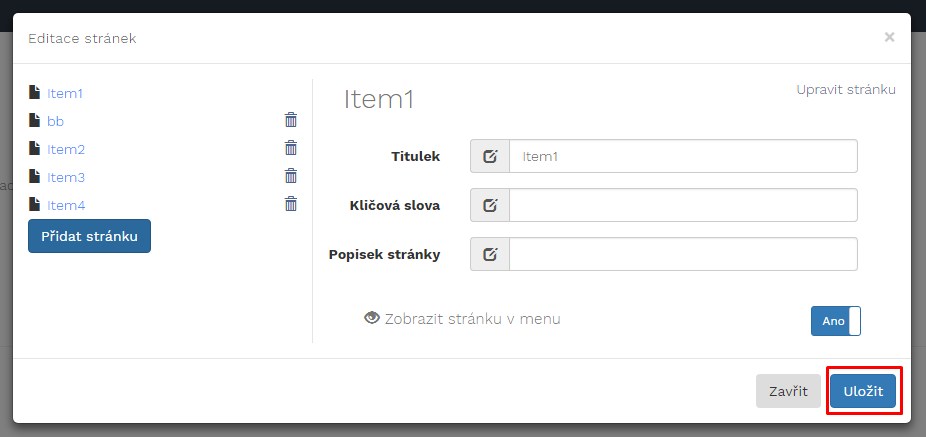 Editace stránek
×
Item1
bb
Item2
Item3
Item4
Přidat stránku
Item1
Upravit stránku
Titulek
Item1
Klíčová slova
Popisek stránky
Zobrazit stránku v menu
Ano
Zavřít
Uložit